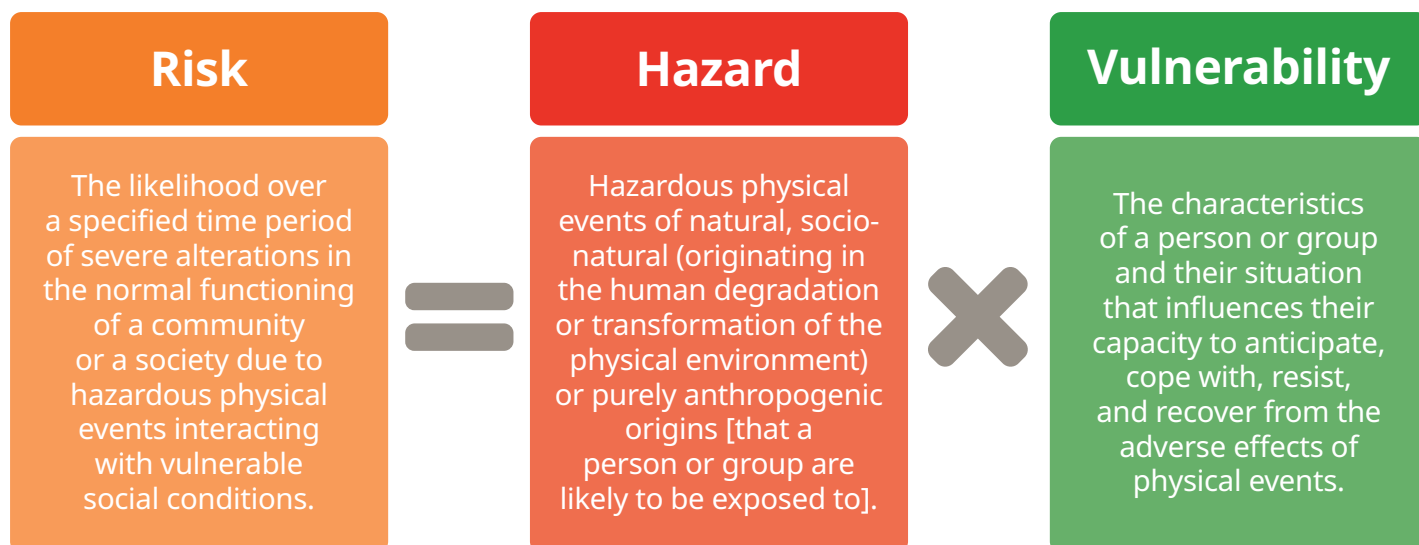 Risk
The likelihood over
a specified time period
of severe alterations in
the normal functioning
of a community
or a society due to
hazardous physical
events interacting
with vulnerable
social conditions.
Hazard
Hazardous physical
events of natural, socio-
natural (originating in
the human degradation
or transformation of the
physical environment)
or purely anthropogenic
origins [that a
person or group are
likely to be exposed to].
Vulnerability
The characteristics
of a person or group
and their situation
that influences their
capacity to anticipate,
cope with, resist,
and recover from the
adverse effects of
physical events.